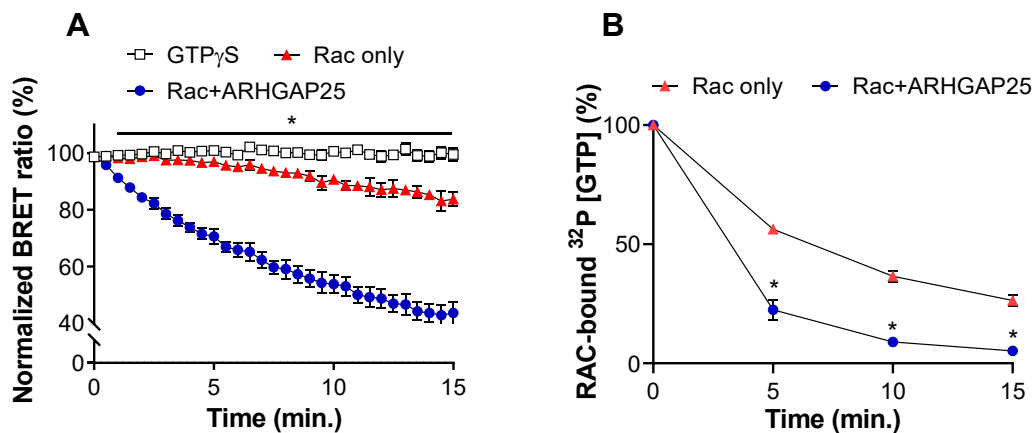 A
GTPγS Rac only
Rac+ARHGAP25
Normalized BRET ratio (%)
*
100
80
60
40
0
0 5 10 15
Time (min.)
B
Rac only Rac+ARHGAP25
RAC-bound ³²P [GTP] (%)
100
50
0
* * *
0 5 10 15
Time (min.)